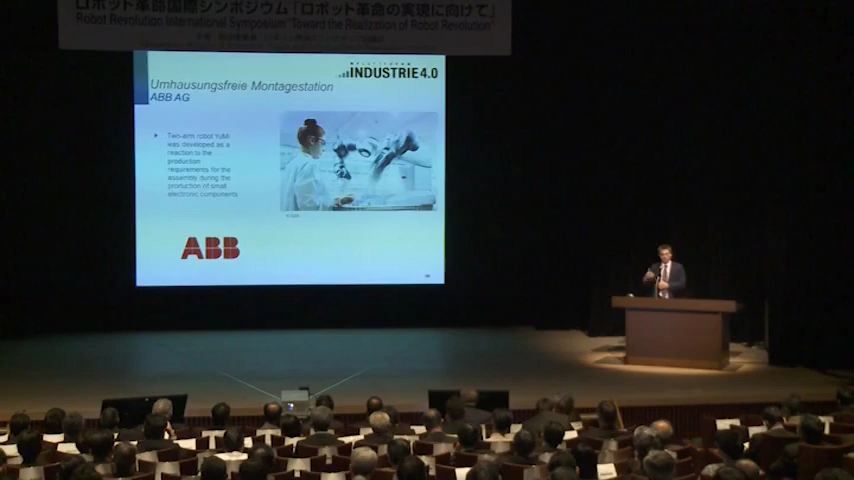 ロボット革命国際シンポジウム「ロボット革命の実現に向けて」
Robot Revolution International Symposium "Toward the Realization of Robot Revolution"
INDUSTRIE 4.0
Umhausungsfreie Montagestation
ABB AG
Two-arm robot YuMi
was developed as a
reaction to the
production
requirements for the
assembly during the
production of small
electronic components.
ABB